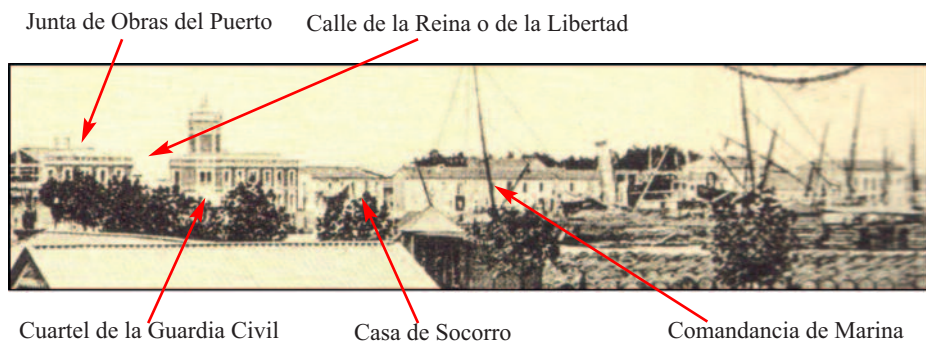 Junta de Obras del Puerto
Calle de la Reina o de la Libertad
Cuartel de la Guardia Civil
Casa de Socorro
Comandancia de Marina